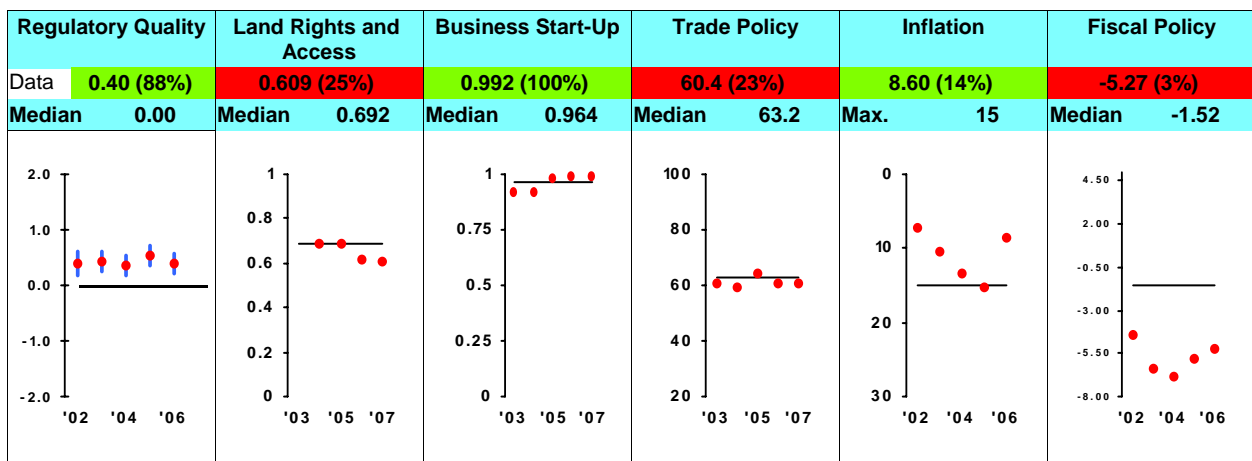 Regulatory Quality
Data 0.40 (88%)
Median 0.00
2.0
1.0
0.0
-1.0
-2.0
'02 '04 '06
Land Rights and
Access
0.609 (25%)
Median 0.692
1
0.8
0.6
0.4
0.2
0
'03 '05 '07
Business Start-Up
0.992 (100%)
Median 0.964
1
0.75
0.5
0.25
0
'03 '05 '07
Trade Policy
60.4 (23%)
Median 63.2
100
80
60
40
20
'03 '05 '07
Inflation
8.60 (14%)
Max. 15
0
10
20
30
'02 '04 '06
Fiscal Policy
-5.27 (3%)
Median -1.52
4.50
2.00
-0.50
-3.00
-5.50
-8.00
'02 '04 '06